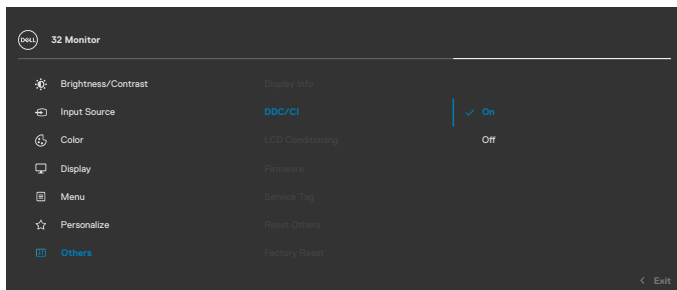 DELL
32 Monitor
Brightness/Contrast
Display Info
Input Source
DDC/CI
On
Color
LCD Conditioning
Off
Display
Firmware
Menu
Service Tag
Personalize
Reset Others
Others
Factory Reset
< Exit